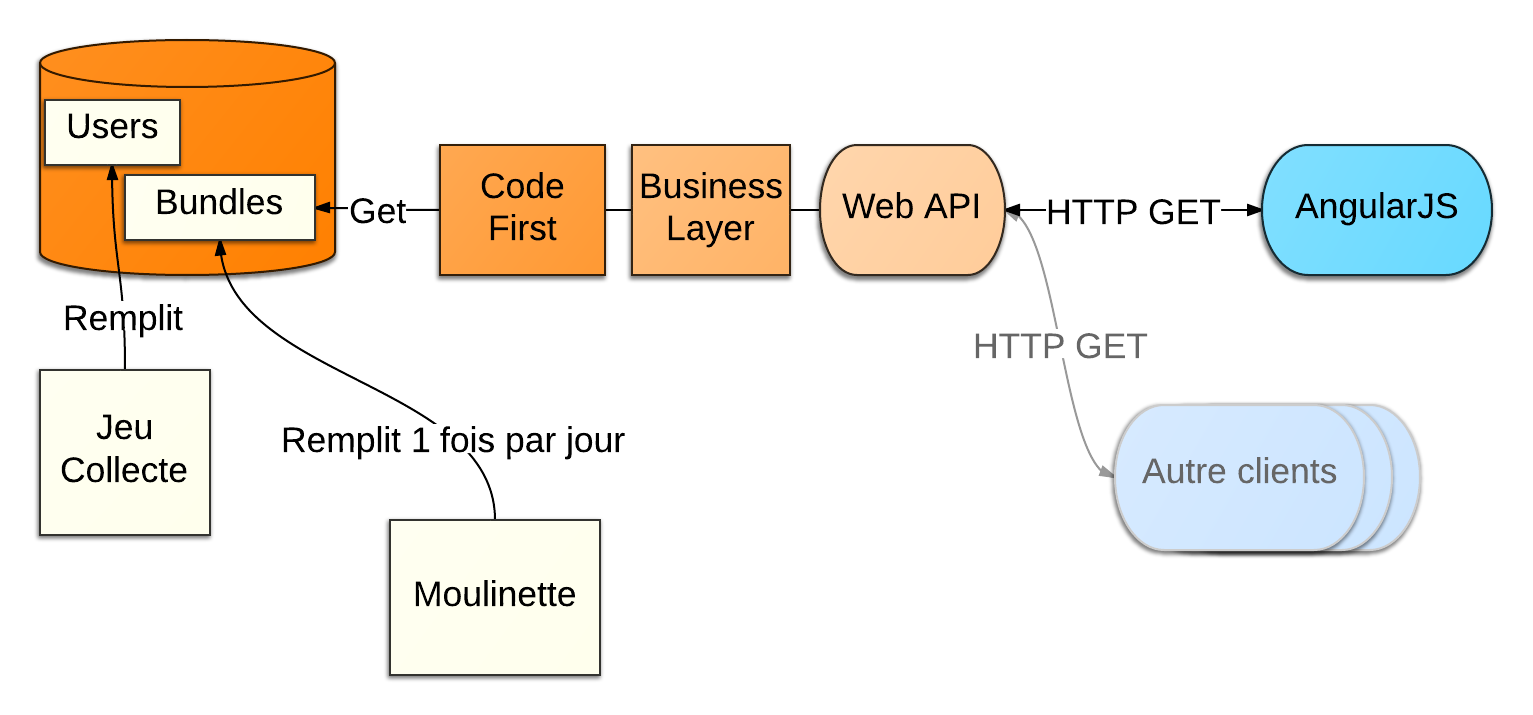 Users
Bundles
Get
Code
First
Business
Layer
Web API
HTTP GET
AngularJS
Remplit
HTTP GET
Jeu
Collecte
Remplit 1 fois par jour
Autre clients
Moulinette